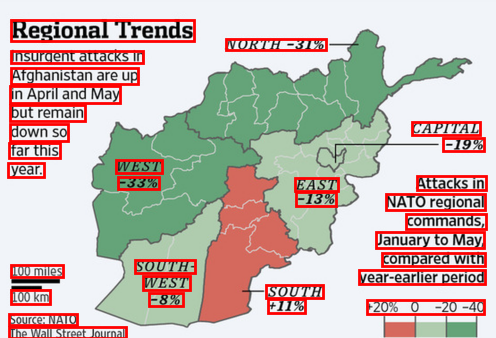 Regional Trends
Insurgent attacks in
Afghanistan are up
in April and May
but remain
down so
far this
year.
NORTH –31%
CAPITAL
–19%
WEST
–33%
EAST
–13%
Attacks in
NATO regional
commands,
January to May,
compared with
year-earlier period
SOUTH-
WEST
–8%
SOUTH
+11%
100 miles
100 km
+20% 0 –20 –40
Source: NATO
The Wall Street Journal